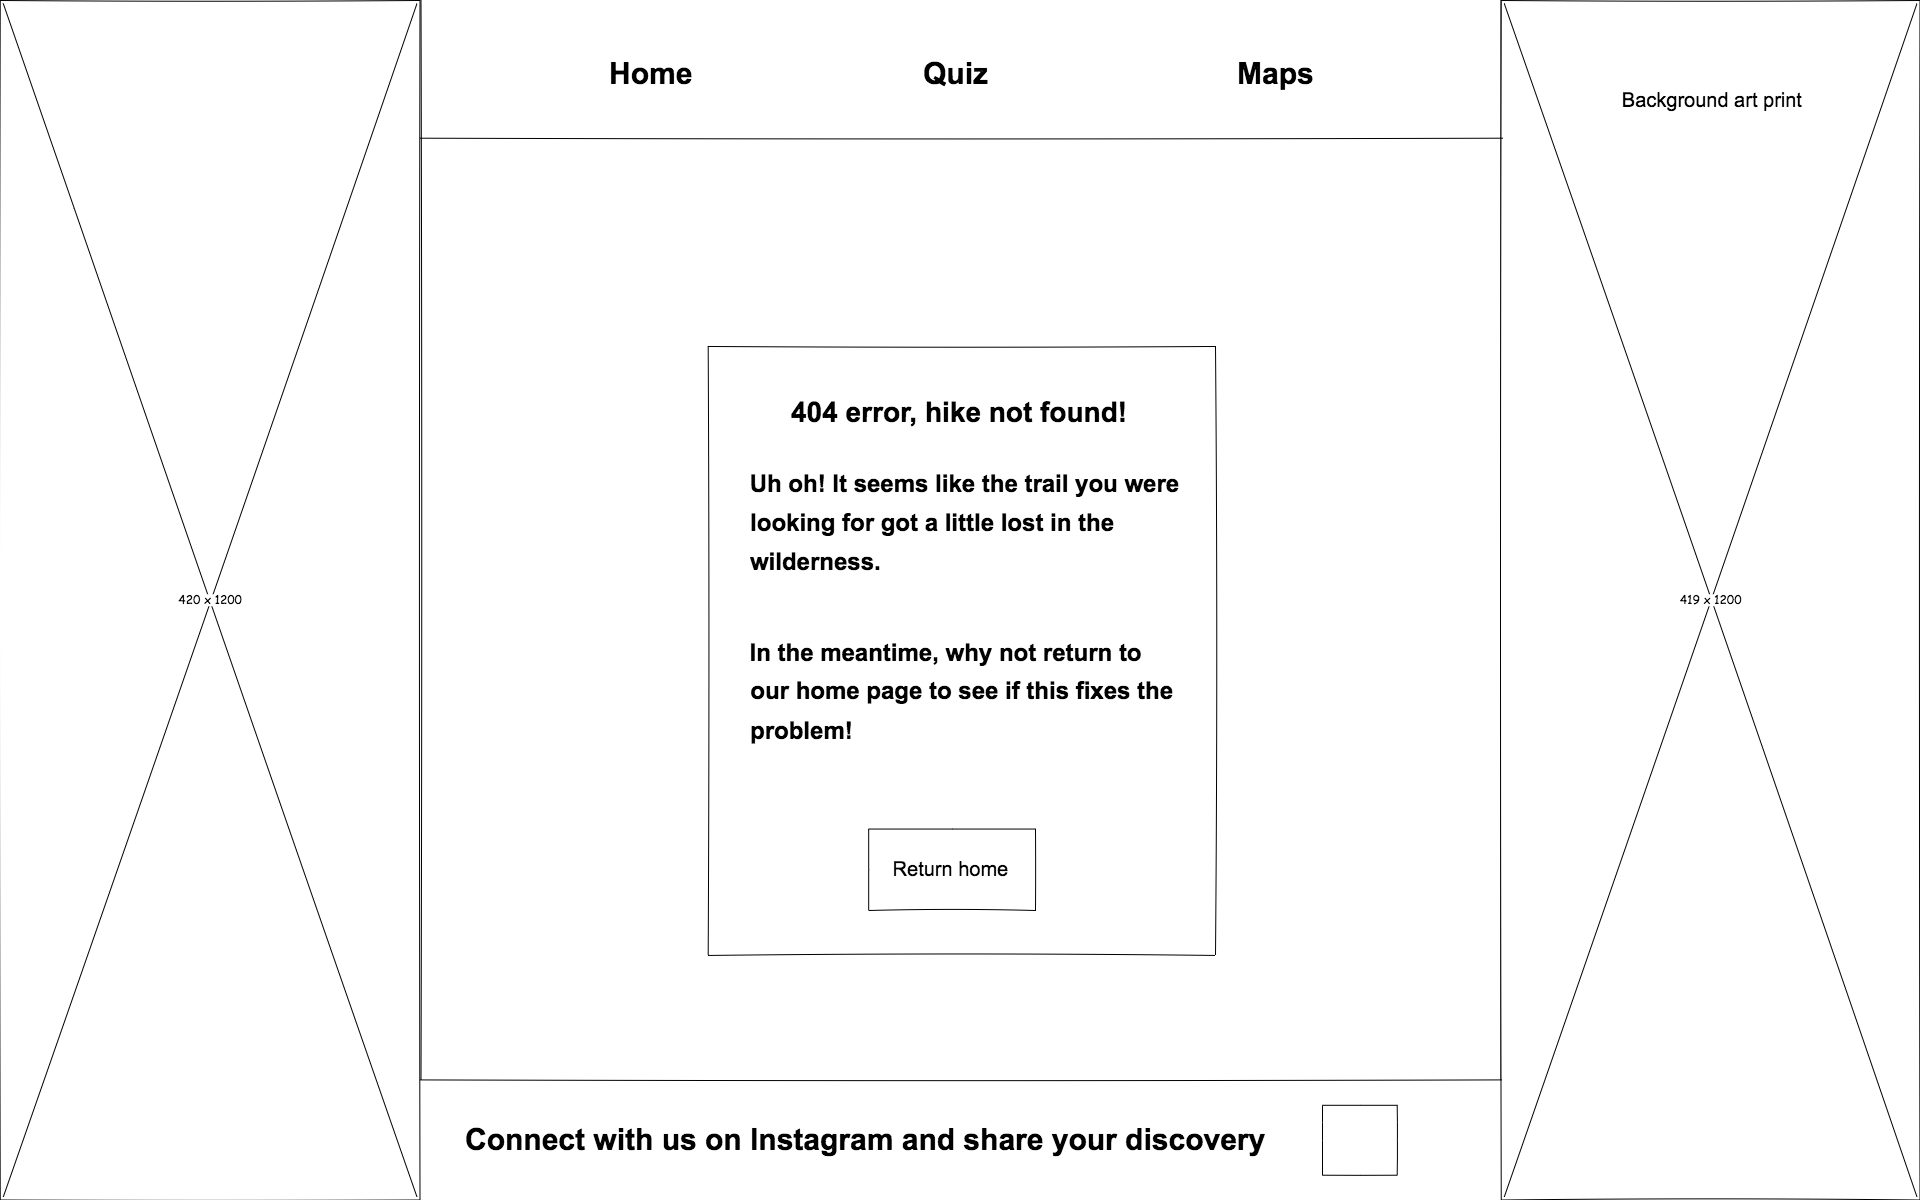 Home
Quiz
Maps
Background art print
404 error, hike not found!
Uh oh! It seems like the trail you were
looking for got a little lost in the
wilderness.
420 x 1200
419 x 1200
In the meantime, why not return to
our home page to see if this fixes the
problem!
Return home
Connect with us on Instagram and share your discovery